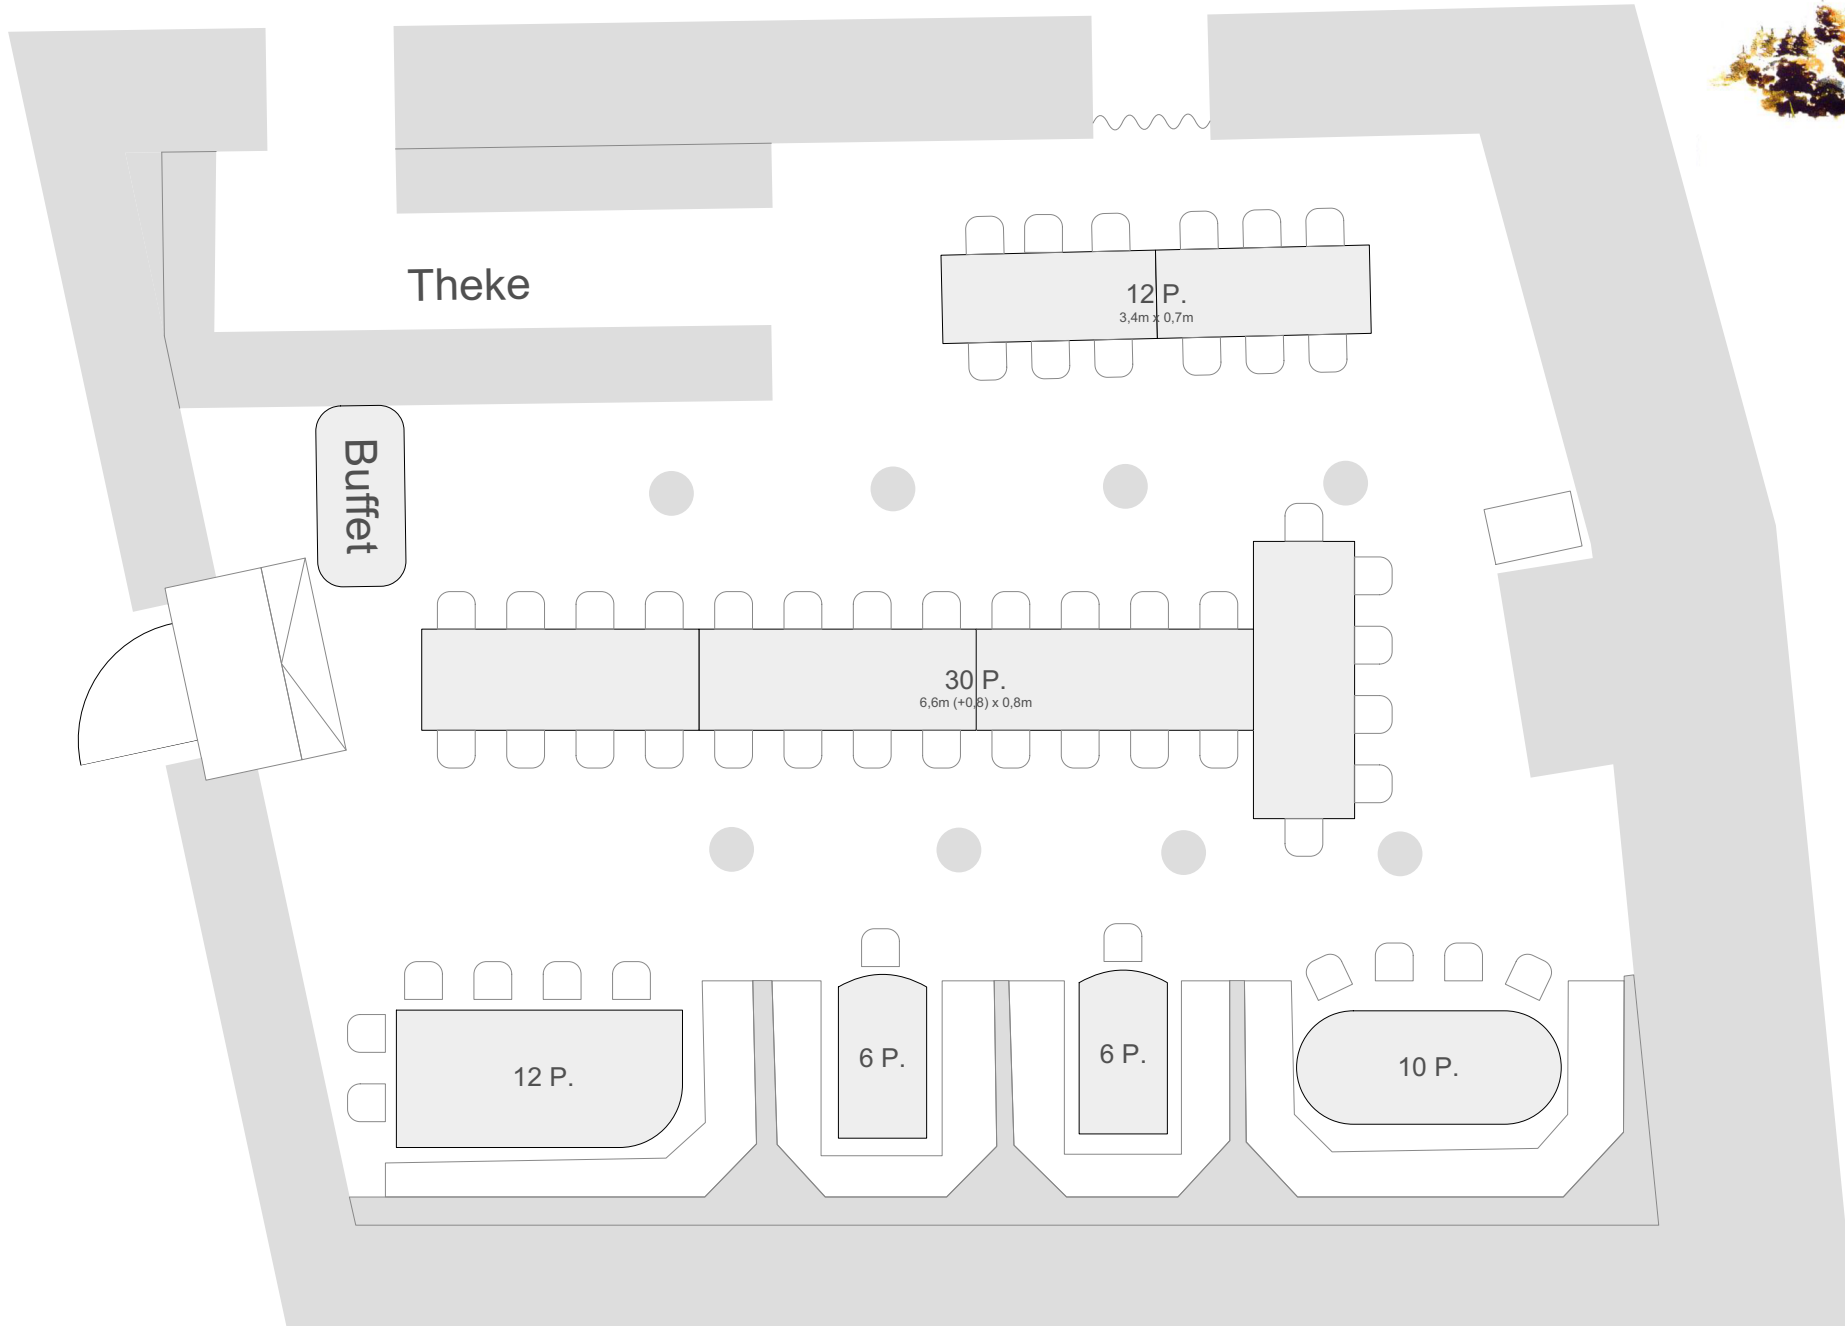 Theke
12 P.
3,4m x 0,7m
Buffet
30 P.
6,6m (+0,8) x 0,8m
12 P.
6 P.
6 P.
10 P.